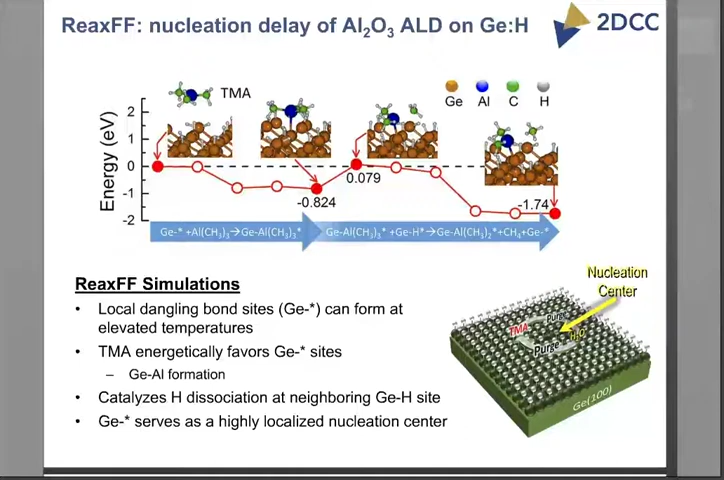 ReaxFF: nucleation delay of Al₂O₃ ALD on Ge:H
2DCC
TMA
Ge Al C H
Energy (eV)
2
1
0
-1
-2
-0.824
0.079
-1.74
Ge-* +Al(CH₃)₃→Ge-Al(CH₃)₃*
Ge-Al(CH₃)₃* +Ge-H*→Ge-Al(CH₃)₂*+CH₄+Ge-*
ReaxFF Simulations
• Local dangling bond sites (Ge-*) can form at
elevated temperatures
• TMA energetically favors Ge-* sites
– Ge-Al formation
• Catalyzes H dissociation at neighboring Ge-H site
• Ge-* serves as a highly localized nucleation center
Nucleation
Center
Purge
TMA
H₂O
Purge
Ge(100)